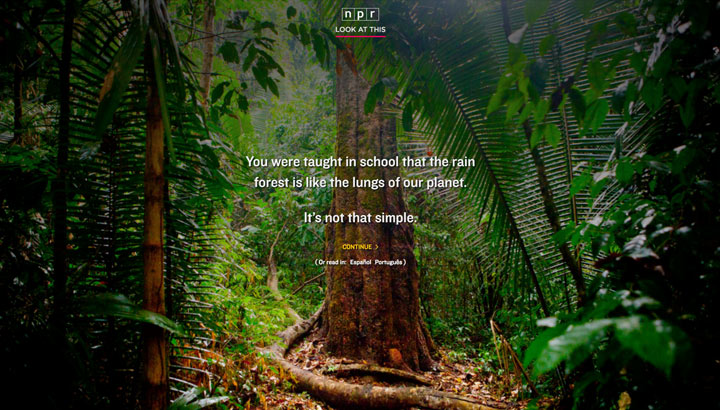 npr
LOOK AT THIS
You were taught in school that the rain
forest is like the lungs of our planet.
It's not that simple.
CONTINUE >
(Or read in: Español Português)